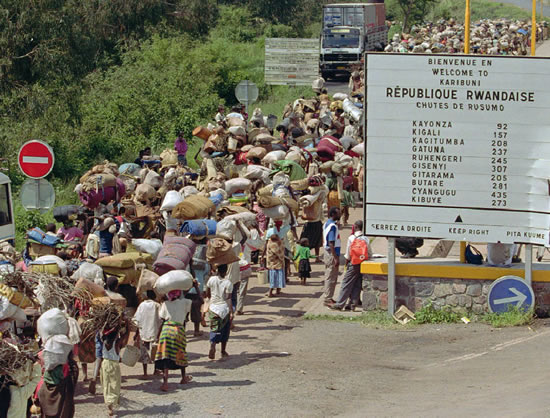 BIENVENUE EN
WELCOME TO
KARIBUNI
RÉPUBLIQUE RWANDAISE
CHUTES DE RUSUMO
KAYONZA 92
KIGALI 157
KAGITUMBA 208
GATUNA 237
RUHENGERI 245
GISENYI 307
GITARAMA 205
BUTARE 281
CYANGUGU 435
KIBUYE 273
SERREZ A DROITE KEEP RIGHT PITA KUUME